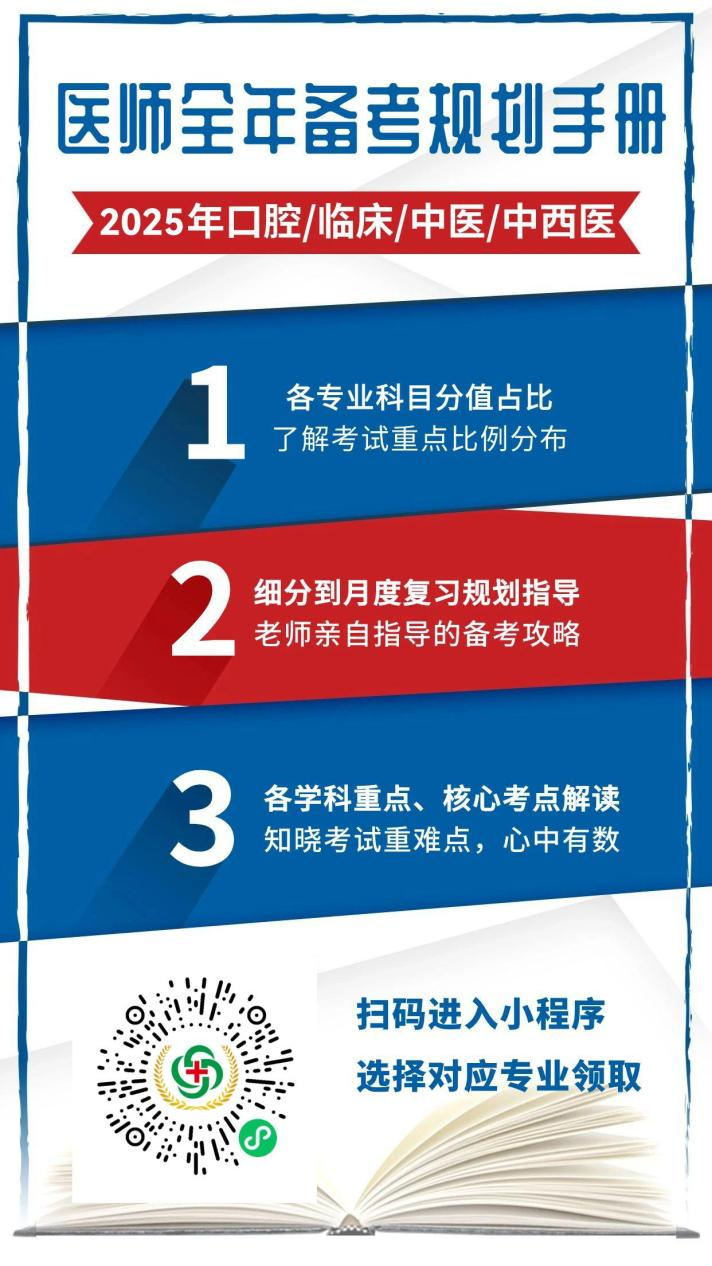 医师全年备考规划手册
2025年口腔/临床/中医/中西医
1
各专业科目分值占比
了解考试重点比例分布
2
细分到月度复习规划指导
老师亲自指导的备考攻略
3
各学科重点、核心考点解读
知晓考试重难点，心中有数
扫码进入小程序
选择对应专业领取